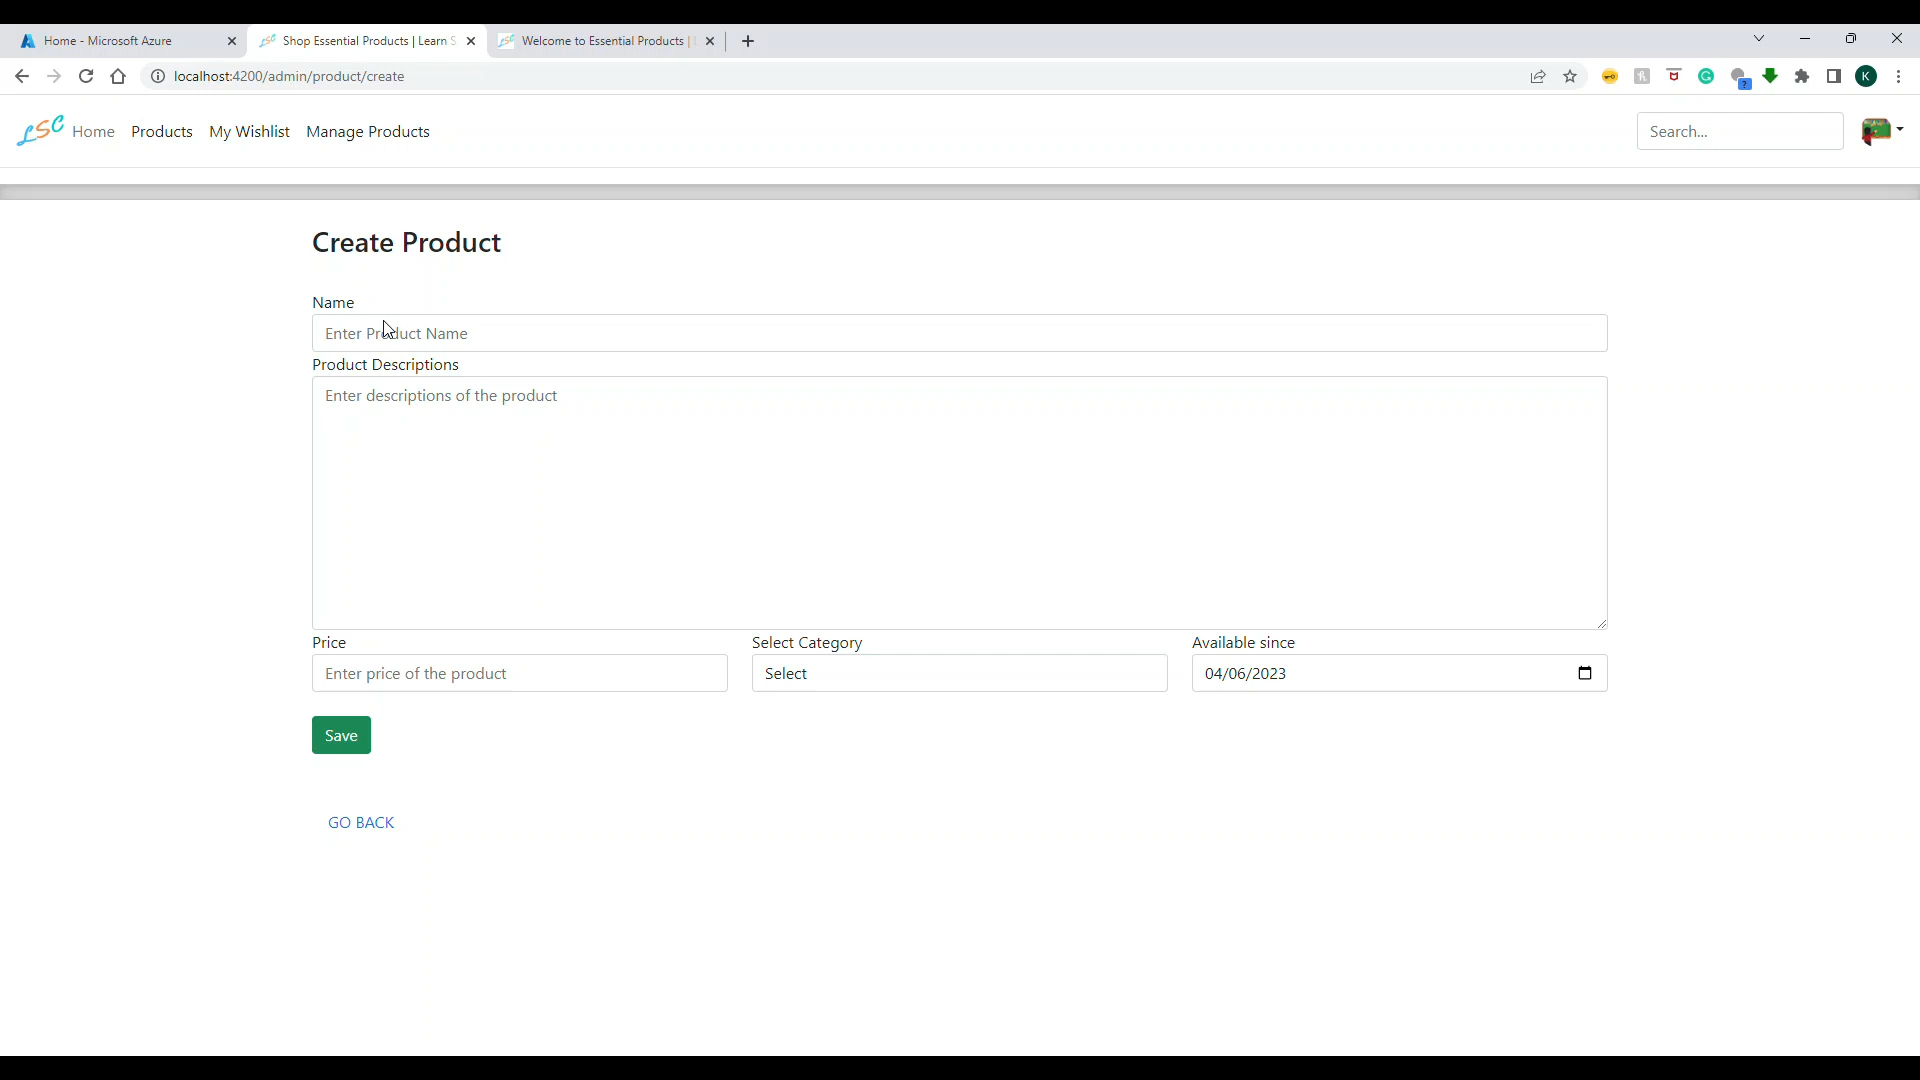 Home - Microsoft Azure
Shop Essential Products | Learn S
Welcome to Essential Products |
localhost:4200/admin/product/create
K
LSC Home Products My Wishlist Manage Products
Search...
Create Product
Name
Enter Product Name
Product Descriptions
Enter descriptions of the product
Price Select Category Available since
Enter price of the product Select 04/06/2023
Save
GO BACK